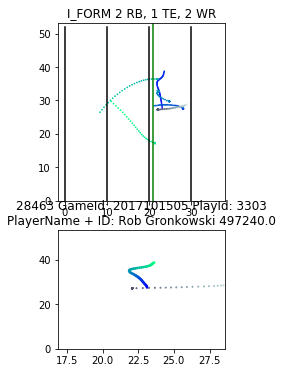 I_FORM 2 RB, 1 TE, 2 WR
50
40
30
20
10
0
0 10 20 30
28463 GameId: 2017101505 PlayId: 3303
PlayerName + ID: Rob Gronkowski 497240.0
40
20
0
17.5 20.0 22.5 25.0 27.5